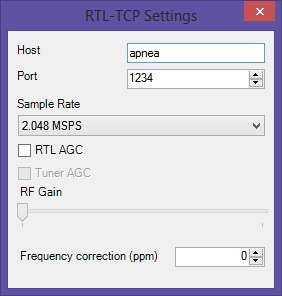 RTL-TCP Settings
Host apnea
Port 1234
Sample Rate
2.048 MSPS
RTL AGC
Tuner AGC
RF Gain
Frequency correction (ppm) 0